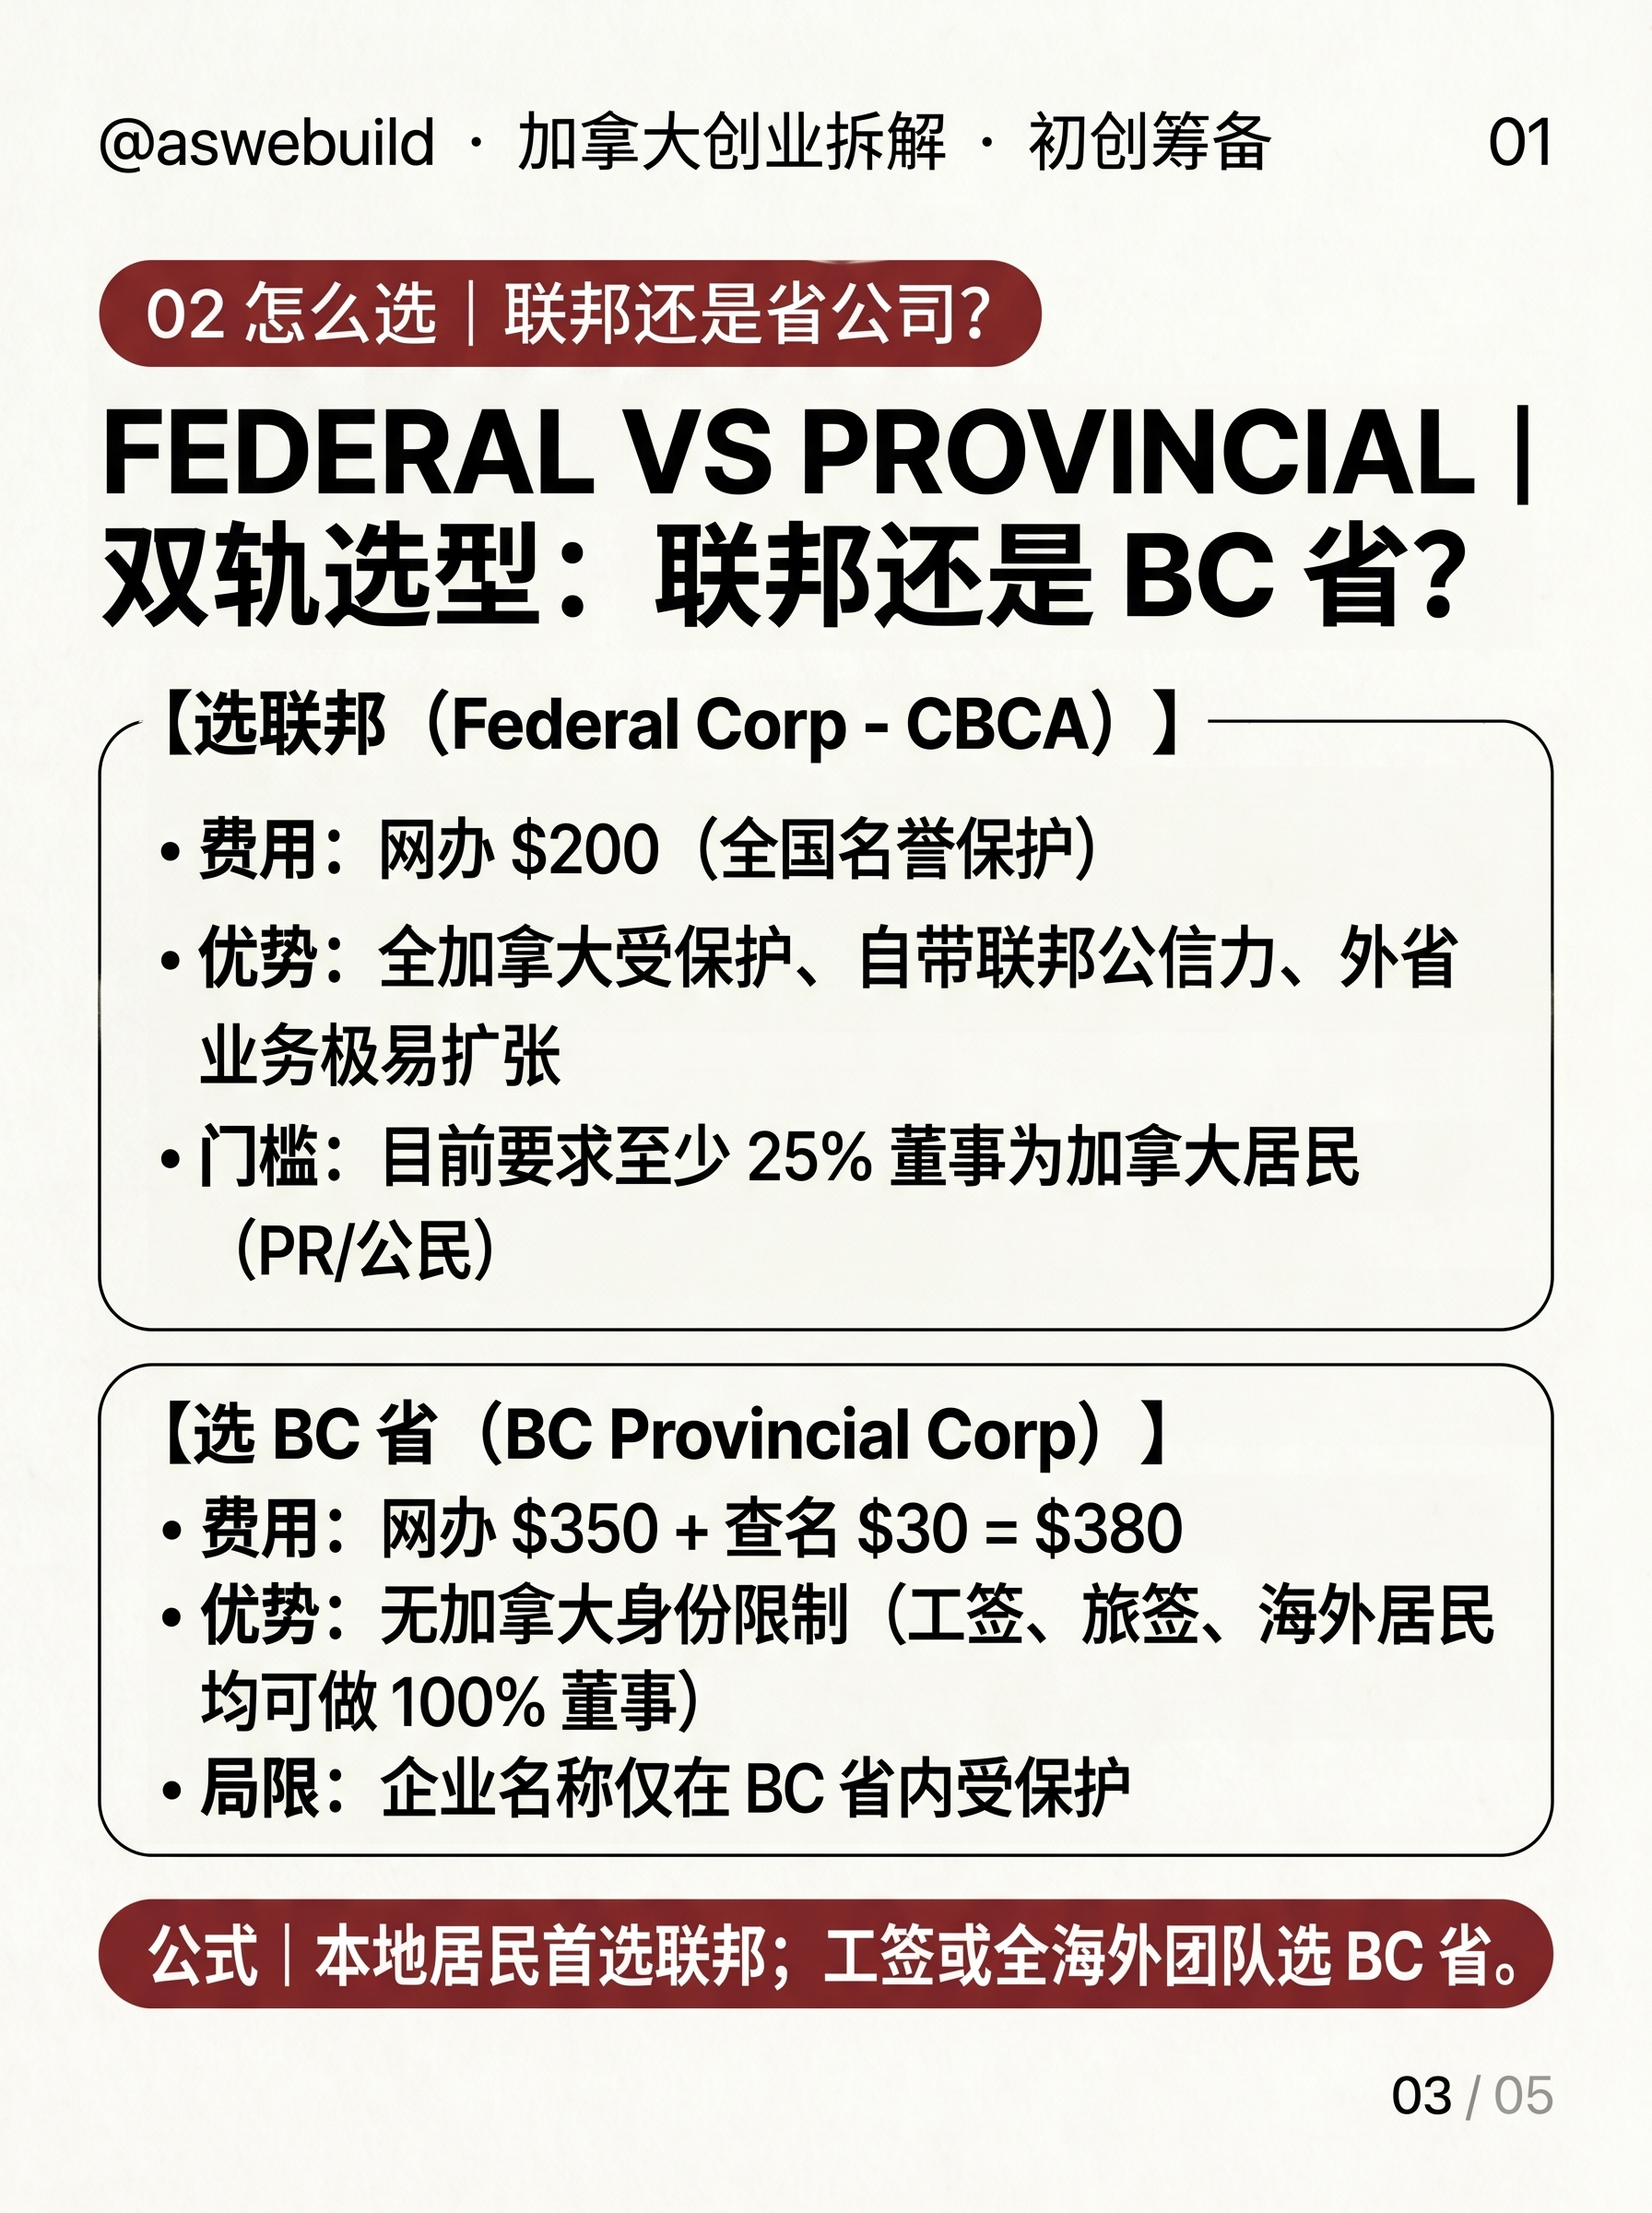 @aswebuild · 加拿大创业拆解 · 初创筹备 01
02 怎么选｜联邦还是省公司？
FEDERAL VS PROVINCIAL |
双轨选型：联邦还是 BC 省？
【选联邦（Federal Corp - CBCA）】
• 费用：网办 $200（全国名誉保护）
• 优势：全加拿大受保护、自带联邦公信力、外省
业务极易扩张
• 门槛：目前要求至少 25% 董事为加拿大居民
（PR/公民）
【选 BC 省（BC Provincial Corp）】
• 费用：网办 $350 + 查名 $30 = $380
• 优势：无加拿大身份限制（工签、旅签、海外居民
均可做 100% 董事）
• 局限：企业名称仅在 BC 省内受保护
公式｜本地居民首选联邦；工签或全海外团队选 BC 省。
03 / 05